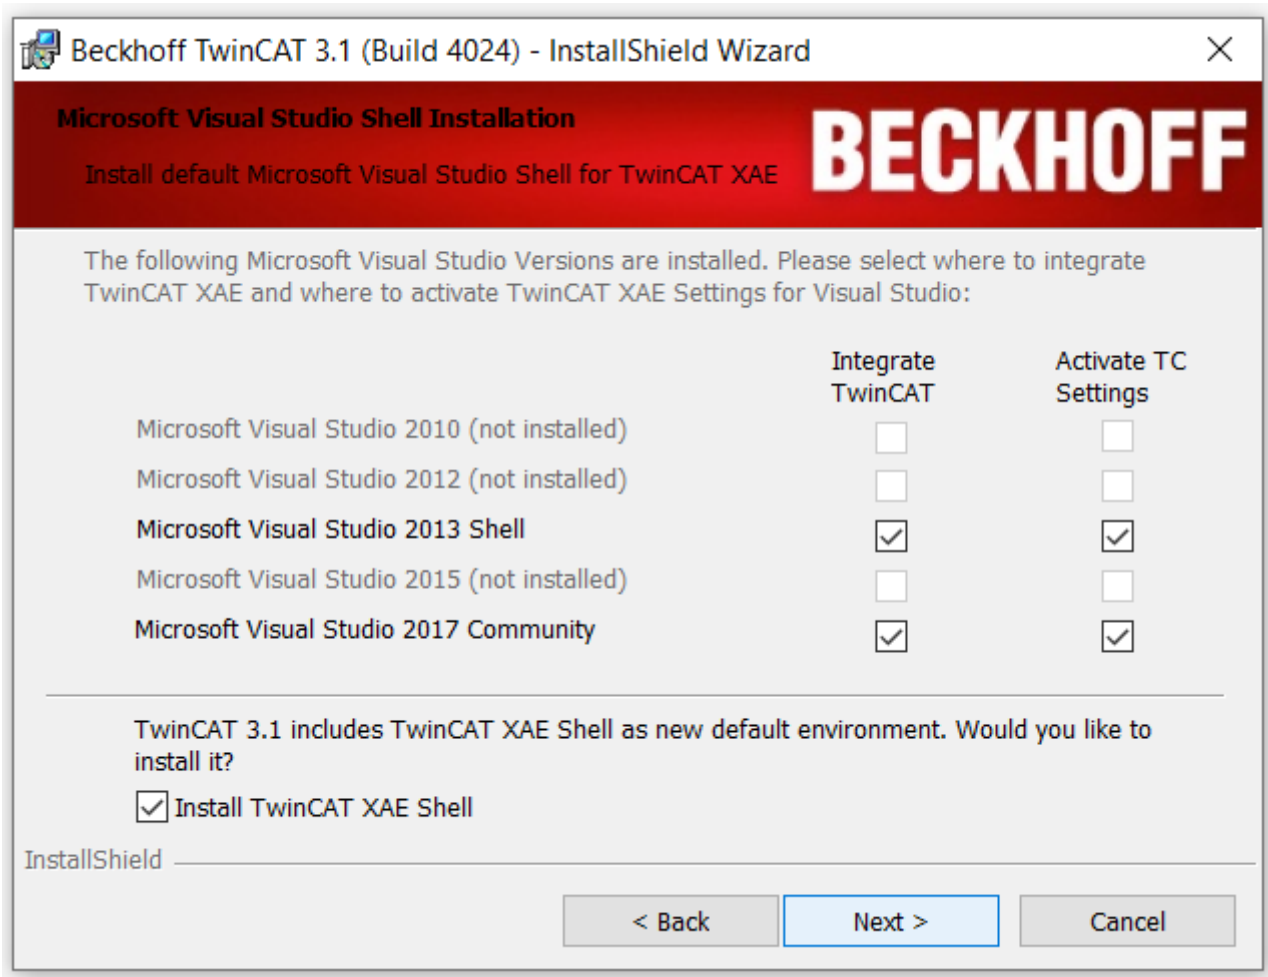 Beckhoff TwinCAT 3.1 (Build 4024) - InstallShield Wizard
Microsoft Visual Studio Shell Installation
BECKHOFF
Install default Microsoft Visual Studio Shell for TwinCAT XAE
The following Microsoft Visual Studio Versions are installed. Please select where to integrate
TwinCAT XAE and where to activate TwinCAT XAE Settings for Visual Studio:
Integrate
TwinCAT
Activate TC
Settings
Microsoft Visual Studio 2010 (not installed)
Microsoft Visual Studio 2012 (not installed)
Microsoft Visual Studio 2013 Shell
Microsoft Visual Studio 2015 (not installed)
Microsoft Visual Studio 2017 Community
TwinCAT 3.1 includes TwinCAT XAE Shell as new default environment. Would you like to
install it?
Install TwinCAT XAE Shell
InstallShield
< Back
Next >
Cancel